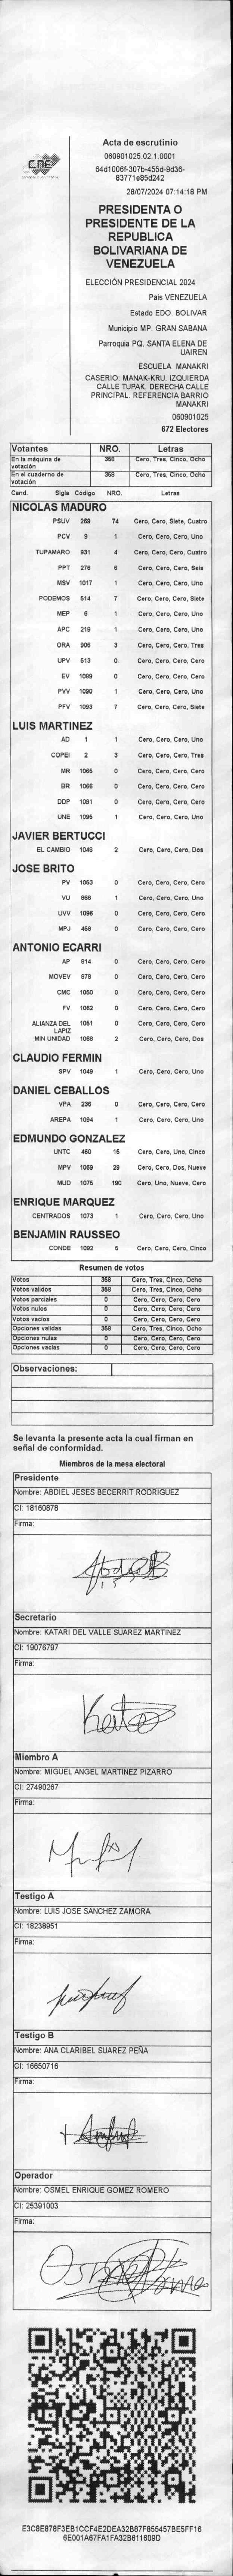 CNE
Acta de escrutinio
060901025.02.1.0001
64d1006f-307b-455d-9d36-
83771e85d242
28/07/2024 07:14:18 PM
PRESIDENTA O
PRESIDENTE DE LA
REPUBLICA
BOLIVARIANA DE
VENEZUELA
ELECCIÓN PRESIDENCIAL 2024
Pais VENEZUELA
Estado EDO. BOLIVAR
Municipio MP. GRAN SABANA
Parroquia PQ. SANTA ELENA DE
UAIREN
ESCUELA MANAKRI
CASERIO: MANAK-KRU. IZQUIERDA
CALLE TUPAK. DERECHA CALLE
PRINCIPAL. REFERENCIA BARRIO
MANAKRI
060901025
672 Electores
Votantes NRO. Letras
En la máquina de votación 358 Cero, Tres, Cinco, Ocho
En el cuaderno de votación 358 Cero, Tres, Cinco, Ocho
Cand. Sigla Código NRO. Letras
NICOLAS MADURO
PSUV 269 74 Cero, Cero, Siete, Cuatro
PCV 9 1 Cero, Cero, Cero, Uno
TUPAMARO 931 4 Cero, Cero, Cero, Cuatro
PPT 276 6 Cero, Cero, Cero, Seis
MSV 1017 1 Cero, Cero, Cero, Uno
PODEMOS 514 7 Cero, Cero, Cero, Siete
MEP 6 1 Cero, Cero, Cero, Uno
APC 219 1 Cero, Cero, Cero, Uno
ORA 906 3 Cero, Cero, Cero, Tres
UPV 513 0 Cero, Cero, Cero, Cero
EV 1089 0 Cero, Cero, Cero, Cero
PVV 1090 1 Cero, Cero, Cero, Uno
PFV 1093 7 Cero, Cero, Cero, Siete
LUIS MARTINEZ
AD 1 1 Cero, Cero, Cero, Uno
COPEI 2 3 Cero, Cero, Cero, Tres
MR 1065 0 Cero, Cero, Cero, Cero
BR 1066 0 Cero, Cero, Cero, Cero
DDP 1091 0 Cero, Cero, Cero, Cero
UNE 1095 1 Cero, Cero, Cero, Uno
JAVIER BERTUCCI
EL CAMBIO 1048 2 Cero, Cero, Cero, Dos
JOSE BRITO
PV 1053 0 Cero, Cero, Cero, Cero
VU 868 1 Cero, Cero, Cero, Uno
UVV 1096 0 Cero, Cero, Cero, Cero
MPJ 458 0 Cero, Cero, Cero, Cero
ANTONIO ECARRI
AP 814 0 Cero, Cero, Cero, Cero
MOVEV 878 0 Cero, Cero, Cero, Cero
CMC 1050 0 Cero, Cero, Cero, Cero
FV 1062 0 Cero, Cero, Cero, Cero
ALIANZA DEL LAPIZ 1051 0 Cero, Cero, Cero, Cero
MIN UNIDAD 1068 2 Cero, Cero, Cero, Dos
CLAUDIO FERMIN
SPV 1049 1 Cero, Cero, Cero, Uno
DANIEL CEBALLOS
VPA 236 0 Cero, Cero, Cero, Cero
AREPA 1094 1 Cero, Cero, Cero, Uno
EDMUNDO GONZALEZ
UNTC 460 15 Cero, Cero, Uno, Cinco
MPV 1069 29 Cero, Cero, Dos, Nueve
MUD 1075 190 Cero, Uno, Nueve, Cero
ENRIQUE MARQUEZ
CENTRADOS 1073 1 Cero, Cero, Cero, Uno
BENJAMIN RAUSSEO
CONDE 1092 5 Cero, Cero, Cero, Cinco
Resumen de votos
Votos 358 Cero, Tres, Cinco, Ocho
Votos validos 358 Cero, Tres, Cinco, Ocho
Votos parciales 0 Cero, Cero, Cero, Cero
Votos nulos 0 Cero, Cero, Cero, Cero
Votos vacios 0 Cero, Cero, Cero, Cero
Opciones validas 358 Cero, Tres, Cinco, Ocho
Opciones nulas 0 Cero, Cero, Cero, Cero
Opciones vacias 0 Cero, Cero, Cero, Cero
Observaciones:
Se levanta la presente acta la cual firman en
señal de conformidad.
Miembros de la mesa electoral
Presidente
Nombre: ABDIEL JESES BECERRIT RODRIGUEZ
CI: 18160878
Firma:
Secretario
Nombre: KATARI DEL VALLE SUAREZ MARTINEZ
CI: 19076797
Firma:
Miembro A
Nombre: MIGUEL ANGEL MARTINEZ PIZARRO
CI: 27490267
Firma:
Testigo A
Nombre: LUIS JOSE SANCHEZ ZAMORA
CI: 18238951
Firma:
Testigo B
Nombre: ANA CLARIBEL SUAREZ PEÑA
CI: 16650716
Firma:
Operador
Nombre: OSMEL ENRIQUE GOMEZ ROMERO
CI: 25391003
Firma:
E3C8E878F3EB1CCF4E2DEA32B87F855457BE5FF16
6E001A67FA1FA32B611609D